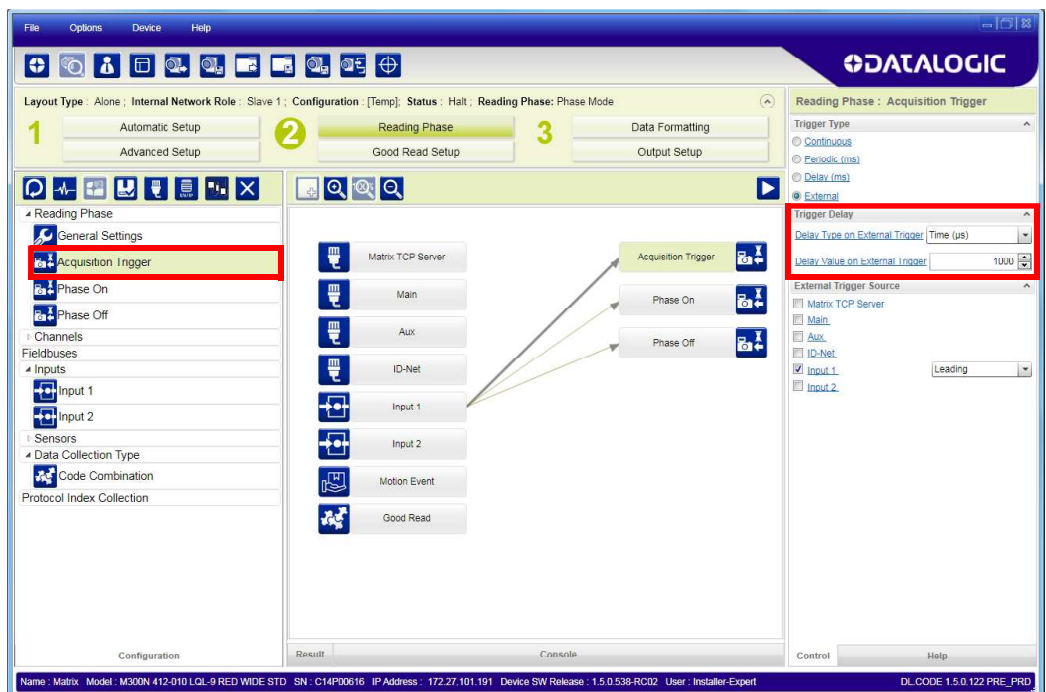 File Options Device Help
DATALOGIC
Layout Type : Alone ; Internal Network Role : Slave 1 ; Configuration : [Temp]; Status : Halt ; Reading Phase: Phase Mode
1 Automatic Setup 2 Reading Phase 3 Data Formatting
Advanced Setup Good Read Setup Output Setup
Reading Phase
General Settings
Acquisition Trigger
Phase On
Phase Off
Channels
Fieldbuses
Inputs
Input 1
Input 2
Sensors
Data Collection Type
Code Combination
Protocol Index Collection
Configuration
Matrix TCP Server
Main
Aux
ID-Net
Input 1
Input 2
Motion Event
Good Read
Acquisition Trigger
Phase On
Phase Off
Result Console
Reading Phase : Acquisition Trigger
Trigger Type
Continuous
Periodic (ms)
Delay (ms)
External
Trigger Delay
Delay Type on External Trigger Time (µs)
Delay Value on External Trigger 1000
External Trigger Source
Matrix TCP Server
Main
Aux
ID-Net
Input 1 Leading
Input 2
Control Help
Name : Matrix Model : M300N 412-010 LQL-9 RED WIDE STD SN : C14P00616 IP Address : 172.27.101.191 Device SW Release : 1.5.0.538-RC02 User : Installer-Expert DL.CODE 1.5.0.122 PRE_PRD